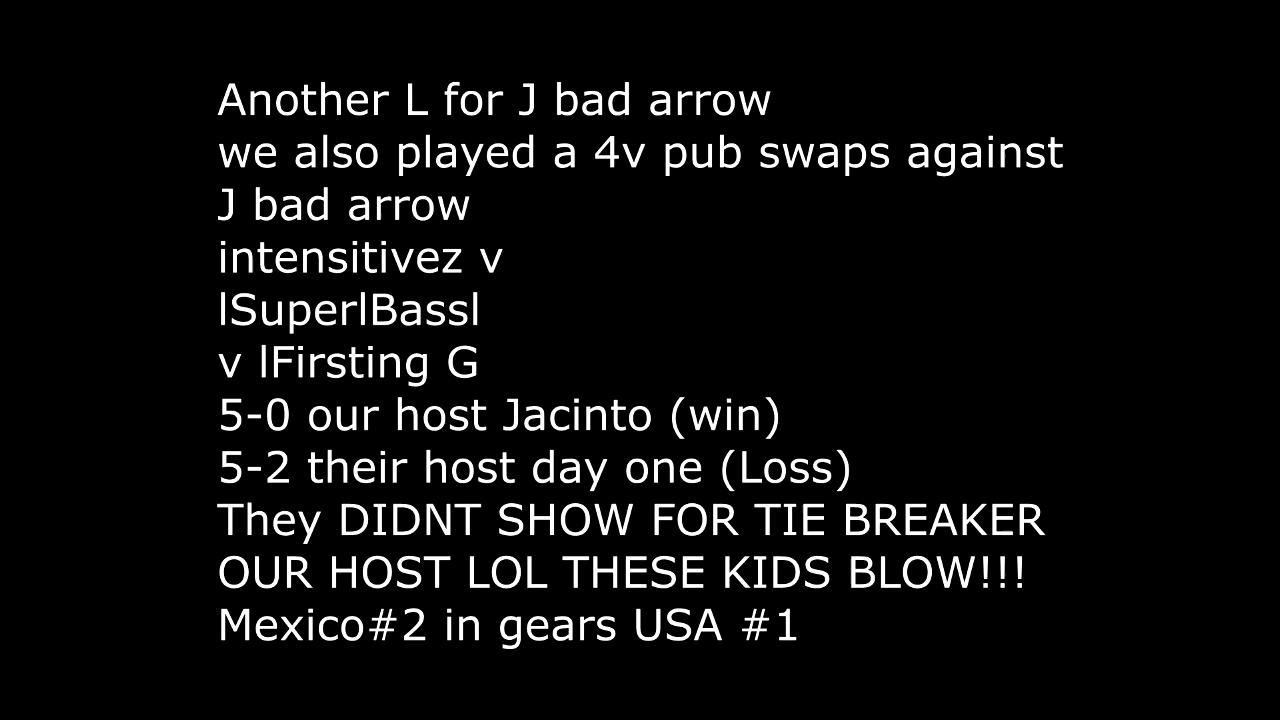 Another L for J bad arrow
we also played a 4v pub swaps against
J bad arrow
intensitivez v
lSuperlBassl
v lFirsting G
5-0 our host Jacinto (win)
5-2 their host day one (Loss)
They DIDNT SHOW FOR TIE BREAKER
OUR HOST LOL THESE KIDS BLOW!!!
Mexico#2 in gears USA #1